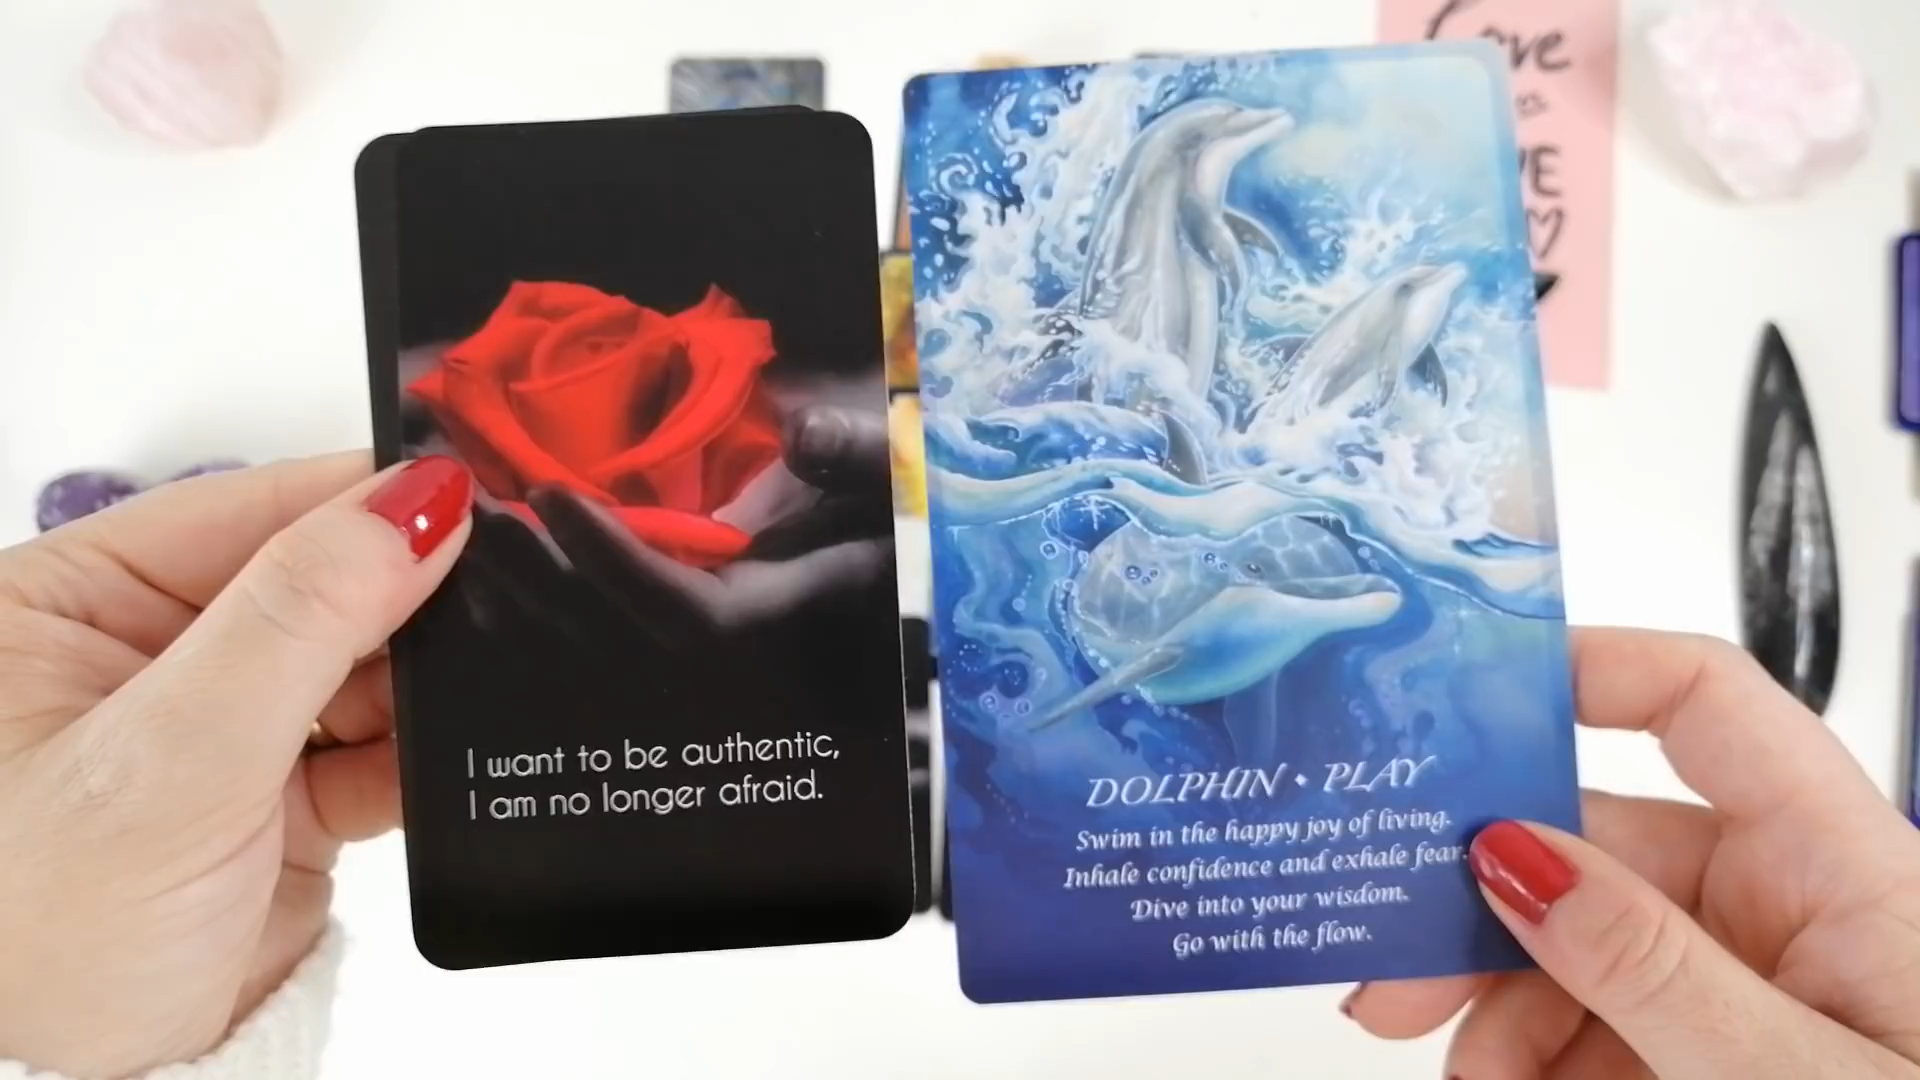 I want to be authentic,
I am no longer afraid.
DOLPHIN • PLAY
Swim in the happy joy of living.
Inhale confidence and exhale fear.
Dive into your wisdom.
Go with the flow.